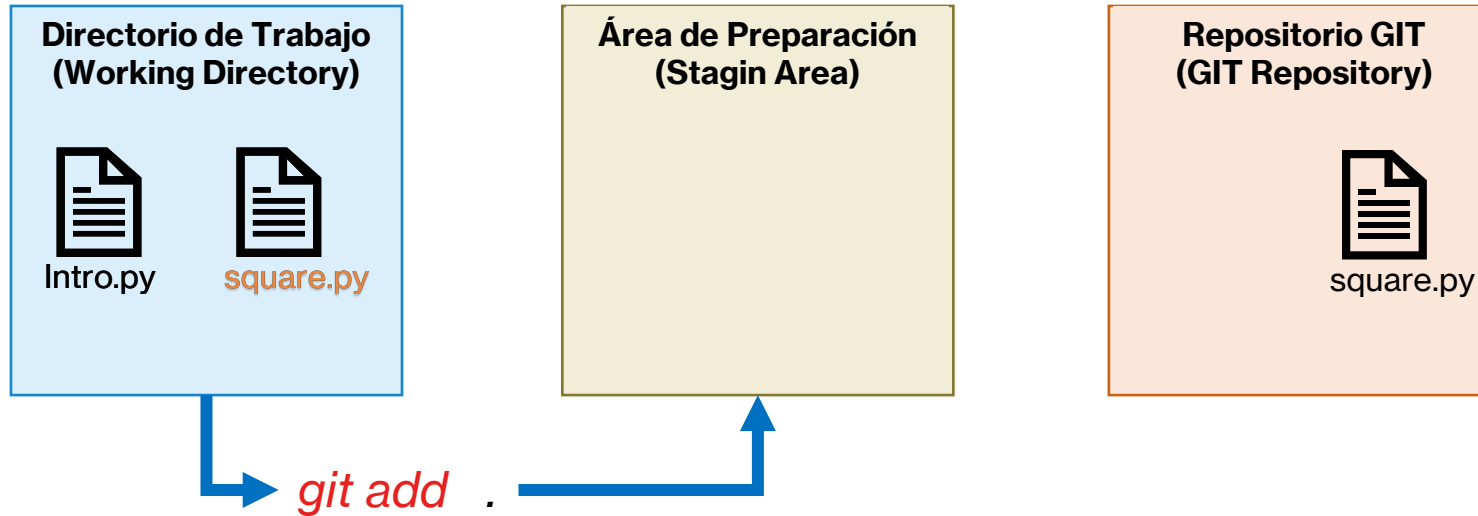 Directorio de Trabajo
(Working Directory)
Intro.py
square.py
Área de Preparación
(Stagin Area)
Repositorio GIT
(GIT Repository)
square.py
git add .